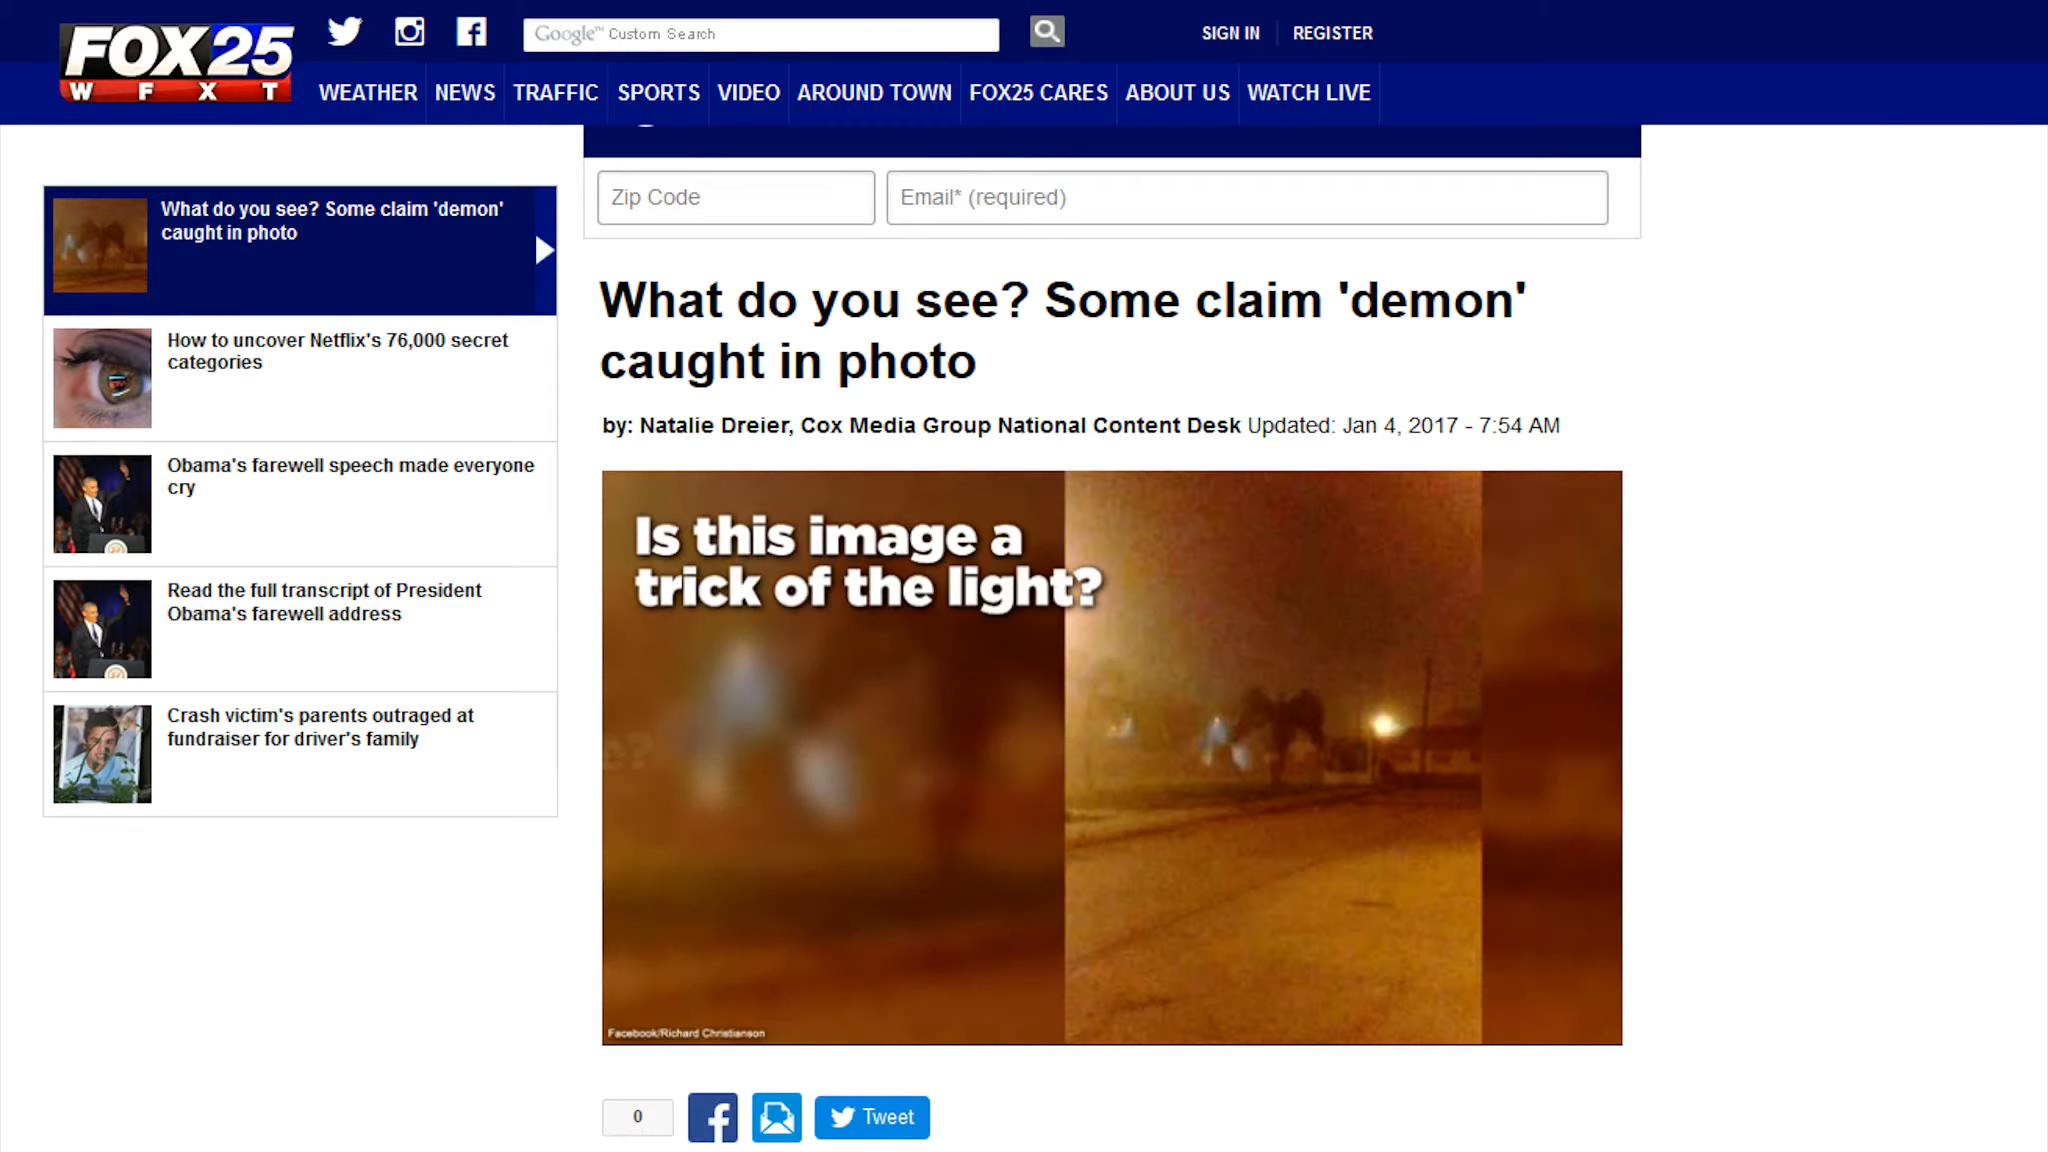 FOX25
WFXT
Google™ Custom Search
SIGN IN
REGISTER
WEATHER
NEWS
TRAFFIC
SPORTS
VIDEO
AROUND TOWN
FOX25 CARES
ABOUT US
WATCH LIVE
What do you see? Some claim 'demon'
caught in photo
How to uncover Netflix's 76,000 secret
categories
Obama's farewell speech made everyone
cry
Read the full transcript of President
Obama's farewell address
Crash victim's parents outraged at
fundraiser for driver's family
Zip Code
Email* (required)
What do you see? Some claim 'demon'
caught in photo
by: Natalie Dreier, Cox Media Group National Content Desk Updated: Jan 4, 2017 - 7:54 AM
Is this image a
trick of the light?
Facebook/Richard Christianson
0
Tweet